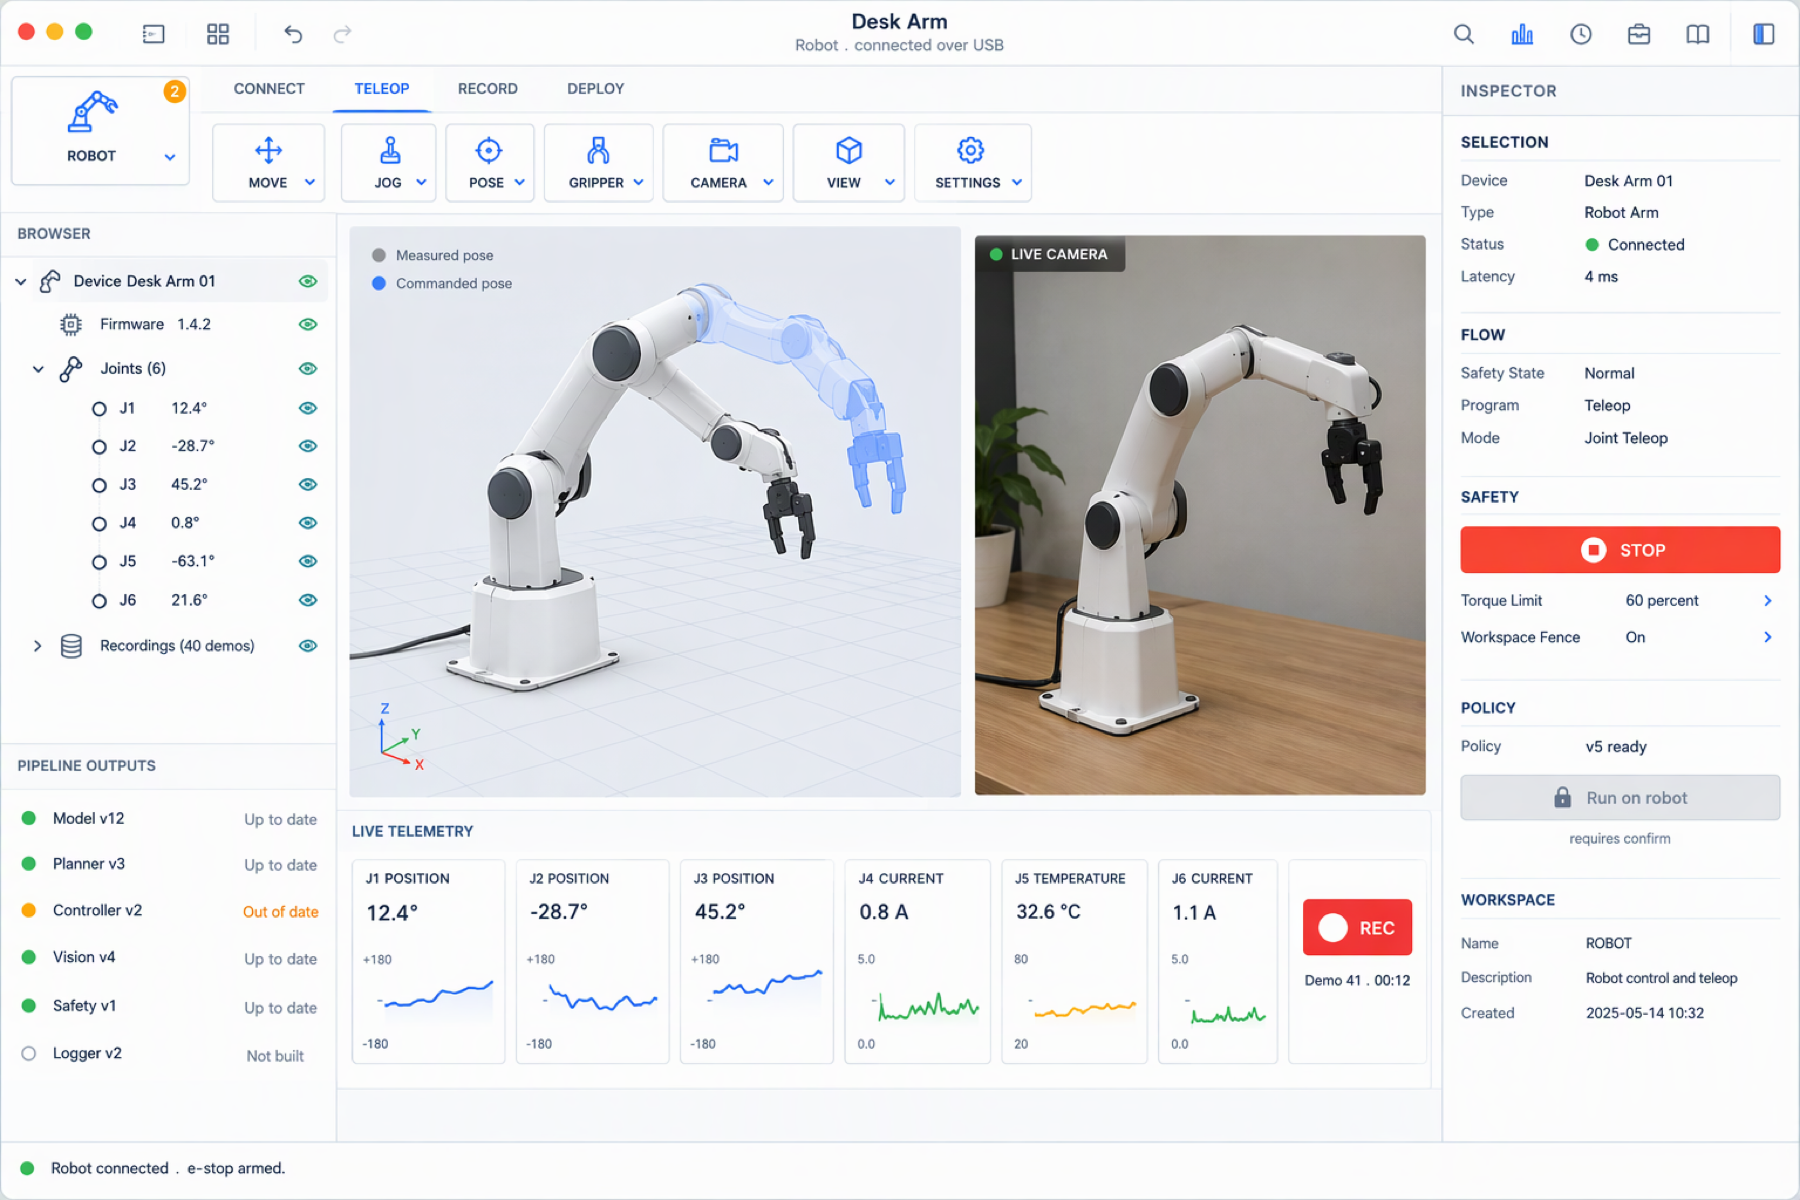 Desk Arm
Robot . connected over USB
2
ROBOT
CONNECT
TELEOP
RECORD
DEPLOY
MOVE
JOG
POSE
GRIPPER
CAMERA
VIEW
SETTINGS
BROWSER
Device Desk Arm 01
Firmware 1.4.2
Joints (6)
J1 12.4°
J2 -28.7°
J3 45.2°
J4 0.8°
J5 -63.1°
J6 21.6°
Recordings (40 demos)
PIPELINE OUTPUTS
Model v12 Up to date
Planner v3 Up to date
Controller v2 Out of date
Vision v4 Up to date
Safety v1 Up to date
Logger v2 Not built
Measured pose
Commanded pose
Z
Y
X
LIVE CAMERA
LIVE TELEMETRY
J1 POSITION
12.4°
+180
-180
J2 POSITION
-28.7°
+180
-180
J3 POSITION
45.2°
+180
-180
J4 CURRENT
0.8 A
5.0
0.0
J5 TEMPERATURE
32.6 °C
80
20
J6 CURRENT
1.1 A
5.0
0.0
REC
Demo 41 . 00:12
INSPECTOR
SELECTION
Device Desk Arm 01
Type Robot Arm
Status Connected
Latency 4 ms
FLOW
Safety State Normal
Program Teleop
Mode Joint Teleop
SAFETY
STOP
Torque Limit 60 percent
Workspace Fence On
POLICY
Policy v5 ready
Run on robot
requires confirm
WORKSPACE
Name ROBOT
Description Robot control and teleop
Created 2025-05-14 10:32
Robot connected . e-stop armed.